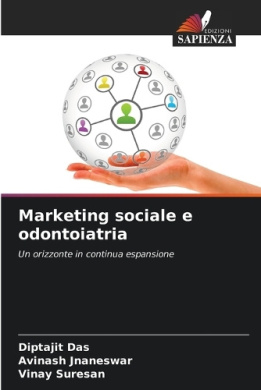 EDIZIONI
SAPIENZA
Marketing sociale e
odontoiatria
Un orizzonte in continua espansione
Diptajit Das
Avinash Jnaneswar
Vinay Suresan